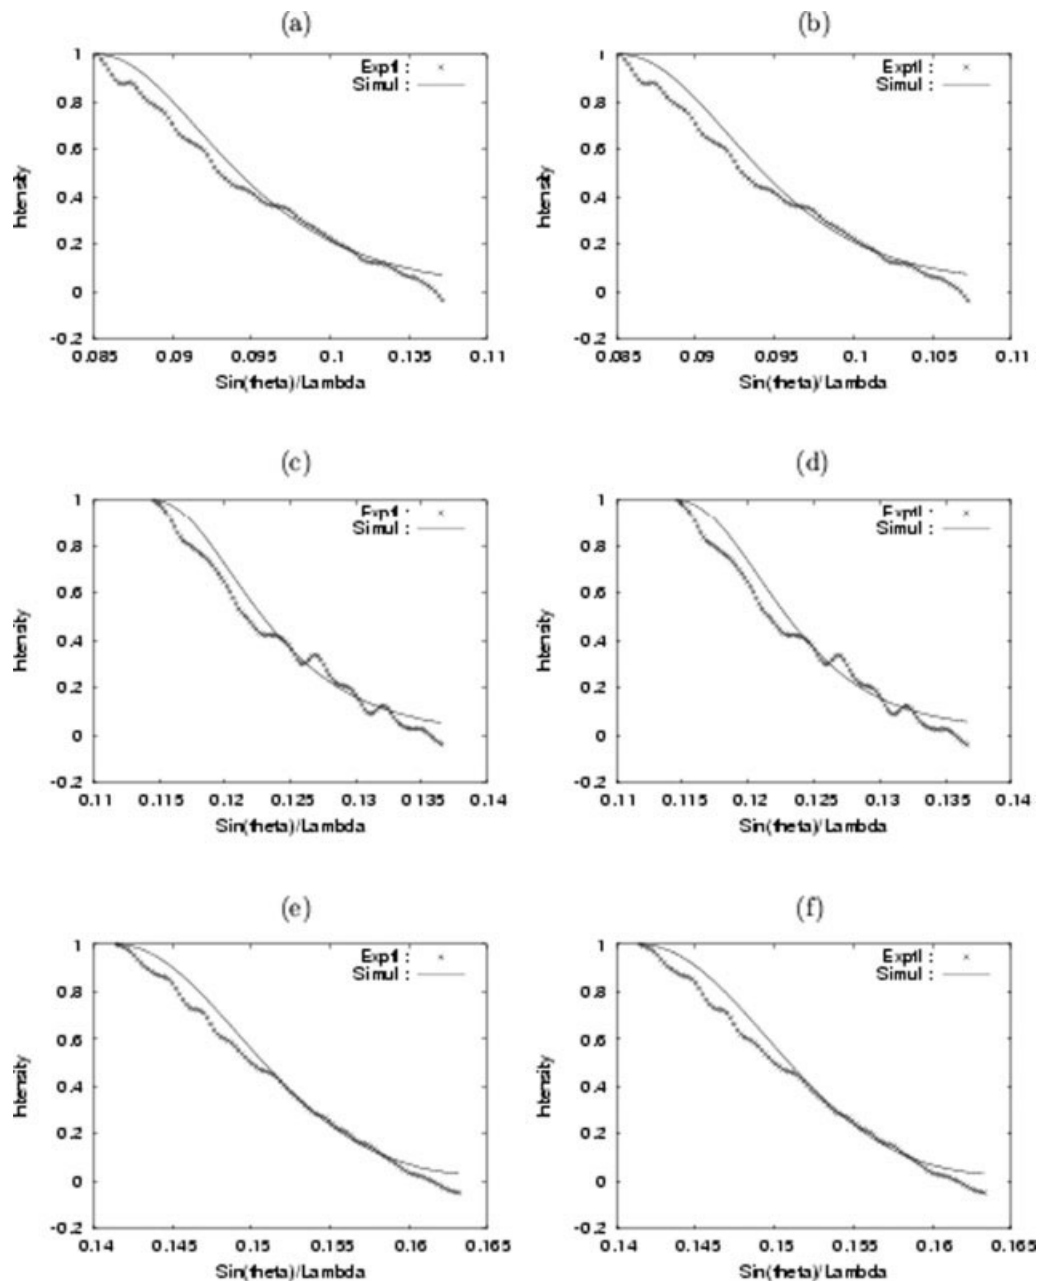 (a)
1
0.8
0.6
0.4
0.2
0
-0.2
Intensity
Exptl : ×
Simul :
0.085 0.09 0.095 0.1 0.105 0.11
Sin(theta)/Lambda
(b)
1
0.8
0.6
0.4
0.2
0
-0.2
Intensity
Exptl : ×
Simul :
0.085 0.09 0.095 0.1 0.105 0.11
Sin(theta)/Lambda
(c)
1
0.8
0.6
0.4
0.2
0
-0.2
Intensity
Exptl : ×
Simul :
0.11 0.115 0.12 0.125 0.13 0.135 0.14
Sin(theta)/Lambda
(d)
1
0.8
0.6
0.4
0.2
0
-0.2
Intensity
Exptl : ×
Simul :
0.11 0.115 0.12 0.125 0.13 0.135 0.14
Sin(theta)/Lambda
(e)
1
0.8
0.6
0.4
0.2
0
-0.2
Intensity
Exptl : ×
Simul :
0.14 0.145 0.15 0.155 0.16 0.165
Sin(theta)/Lambda
(f)
1
0.8
0.6
0.4
0.2
0
-0.2
Intensity
Exptl : ×
Simul :
0.14 0.145 0.15 0.155 0.16 0.165
Sin(theta)/Lambda